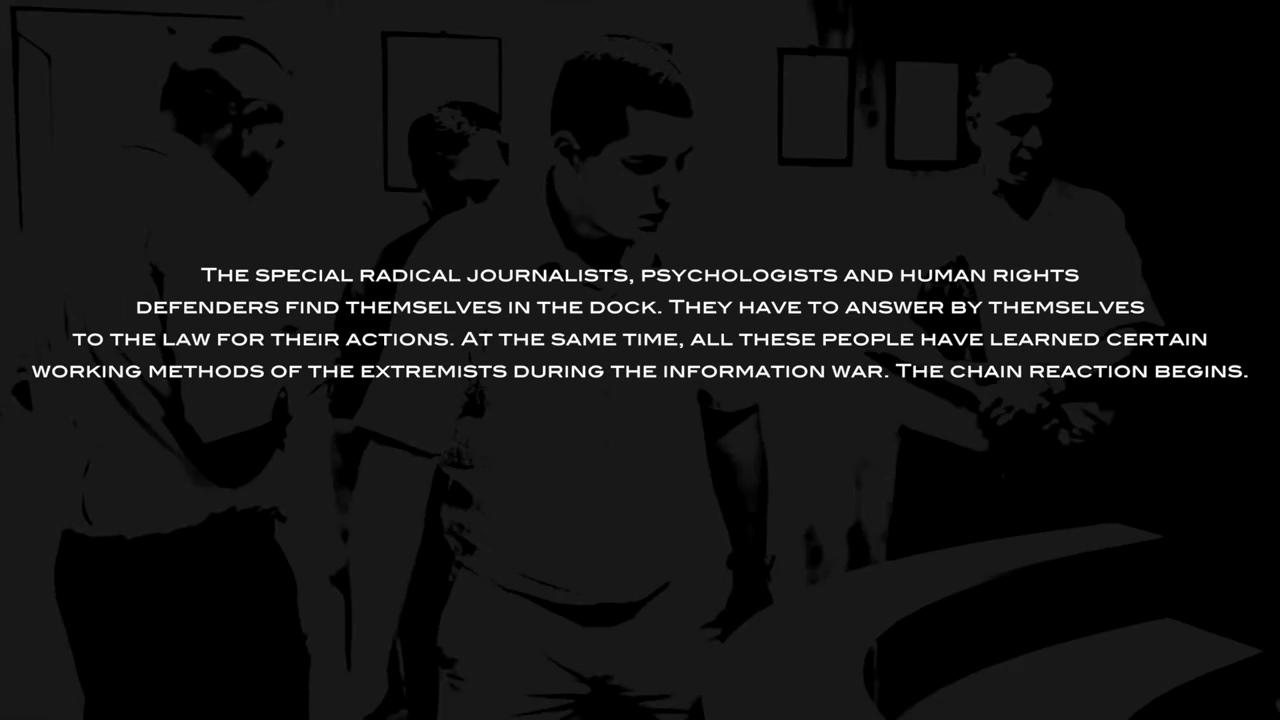 The special radical journalists, psychologists and human rights
defenders find themselves in the dock. They have to answer by themselves
to the law for their actions. At the same time, all these people have learned certain
working methods of the extremists during the information war. The chain reaction begins.